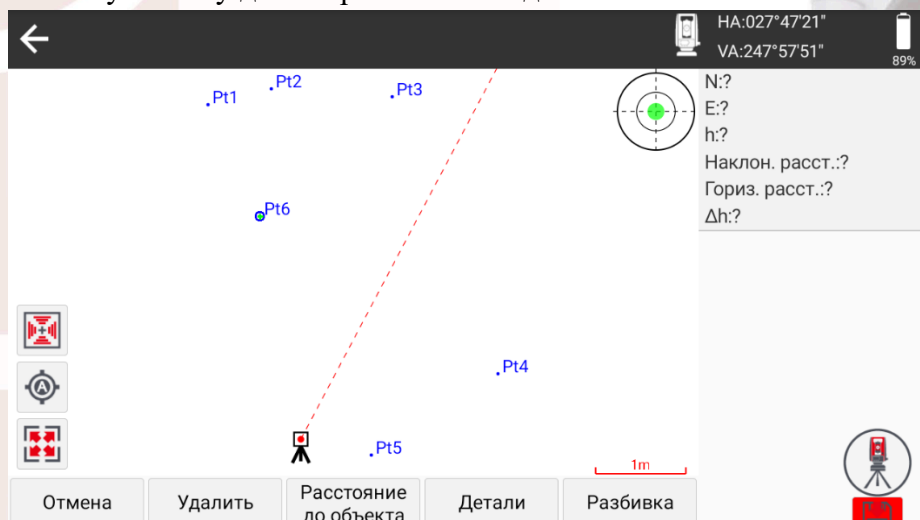 HA:027°47'21"
VA:247°57'51"
89%
Pt1
Pt2
Pt3
N:?
E:?
h:?
Наклон. расст.:?
Гориз. расст.:?
Δh:?
Pt6
A
Pt4
Pt5
1m
Отмена
Удалить
Расстояние
до объекта
Детали
Разбивка